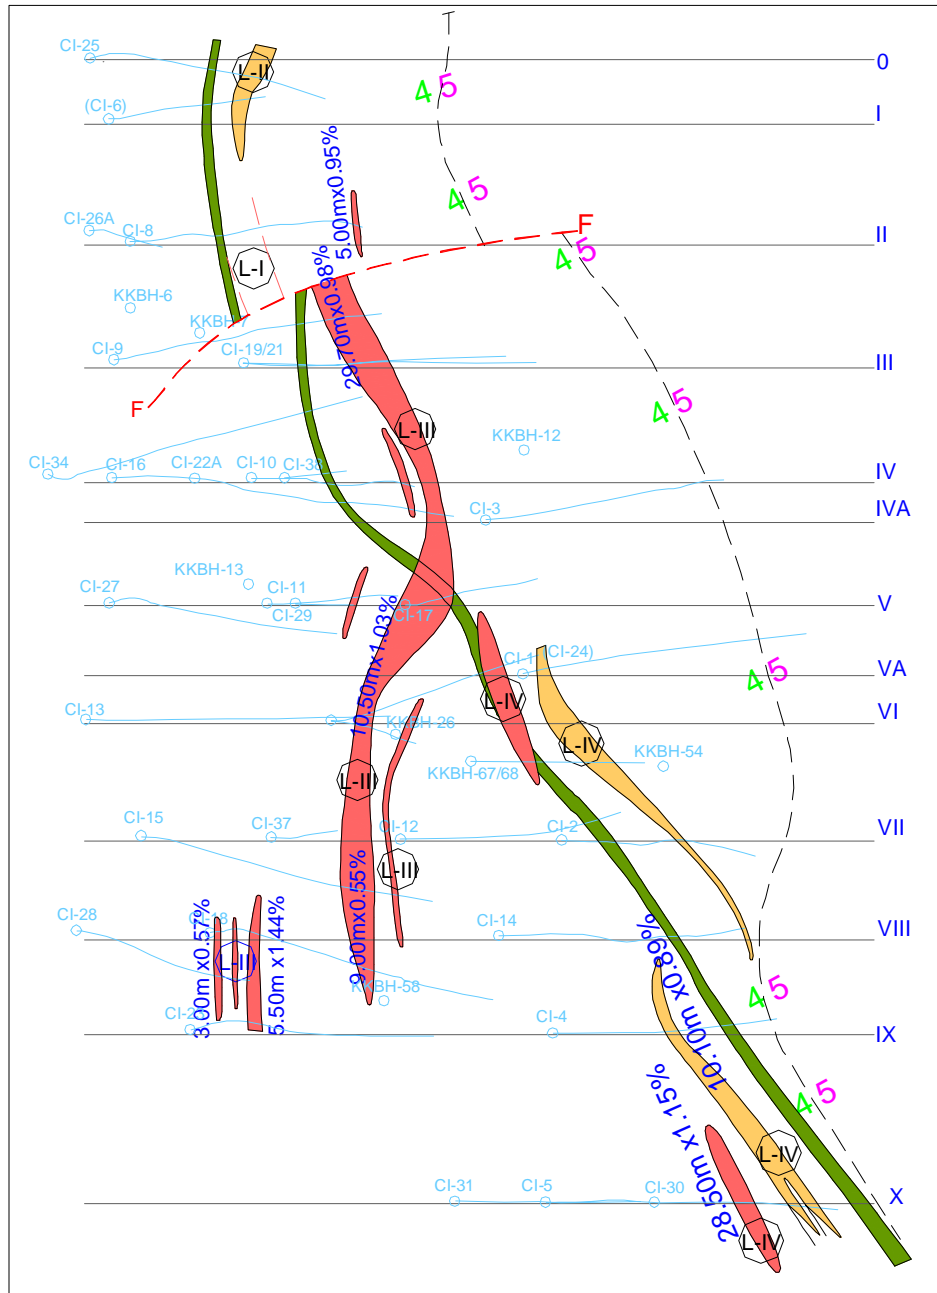 CI-25
0
L-II
4 5
(CI-6)
I
5.00mx0.95%
4 5
CI-26A
CI-8
F
II
4 5
L-I
KKBH-6
29.70mx0.98%
KKBH-7
CI-9
CI-19/21
III
F
4 5
L-III
KKBH-12
CI-34
CI-16
CI-22A
CI-10
CI-38
IV
CI-3
IVA
KKBH-13
CI-27
CI-11
V
CI-29
CI-17
10.50mx1.03%
CI-1
CI-24)
VA
4 5
L-IV
CI-13
VI
KKBH-26
L-IV
KKBH-54
KKBH-67/68
L-III
CI-15
CI-37
CI-12
CI-2
VII
L-III
9.00mx0.55%
CI-28
CI-18
CI-14
VIII
3.00m x0.57%
L-II
5.50m x1.44%
10.10m x0.89%
KKBH-58
4 5
CI-4
IX
28.50m x1.15%
4 5
L-IV
CI-31
CI-5
CI-30
X
L-IV